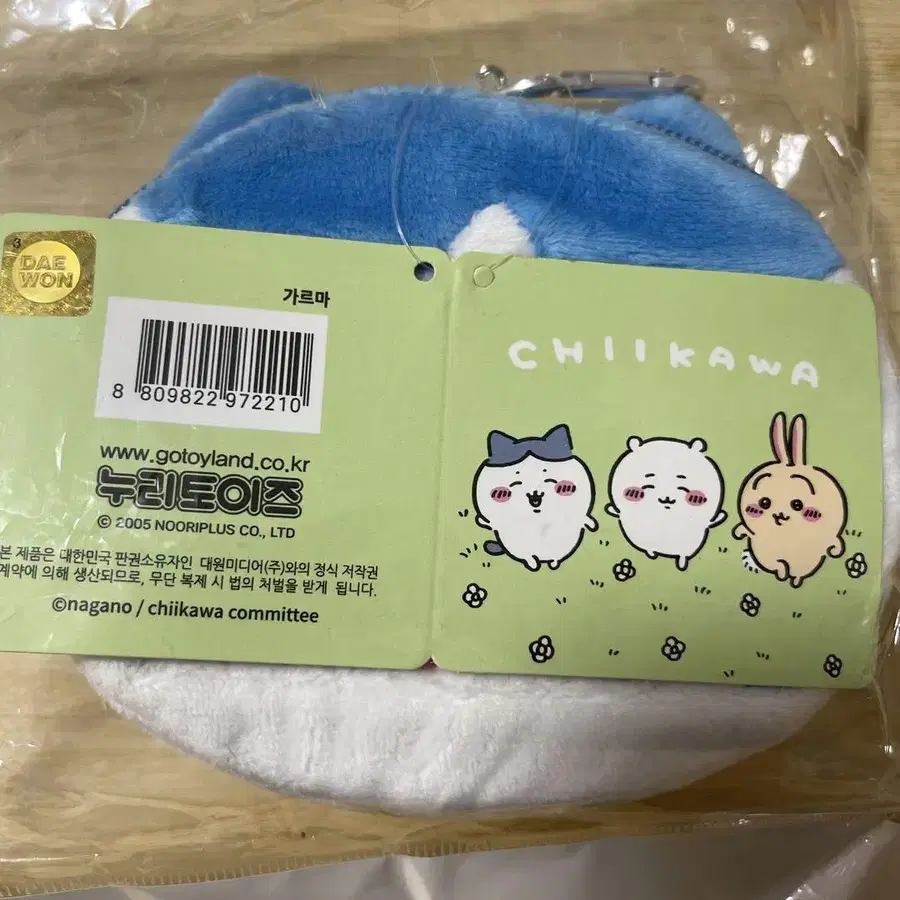 3
DAE
WON
가르마
8 809822 972210
www.gotoyland.co.kr
누리토이즈
© 2005 NOORIPLUS CO., LTD
본 제품은 대한민국 판권소유자인 대원미디어(주)와의 정식 저작권
계약에 의해 생산되므로, 무단 복제 시 법의 처벌을 받게 됩니다.
©nagano / chiikawa committee
CHIIKAWA